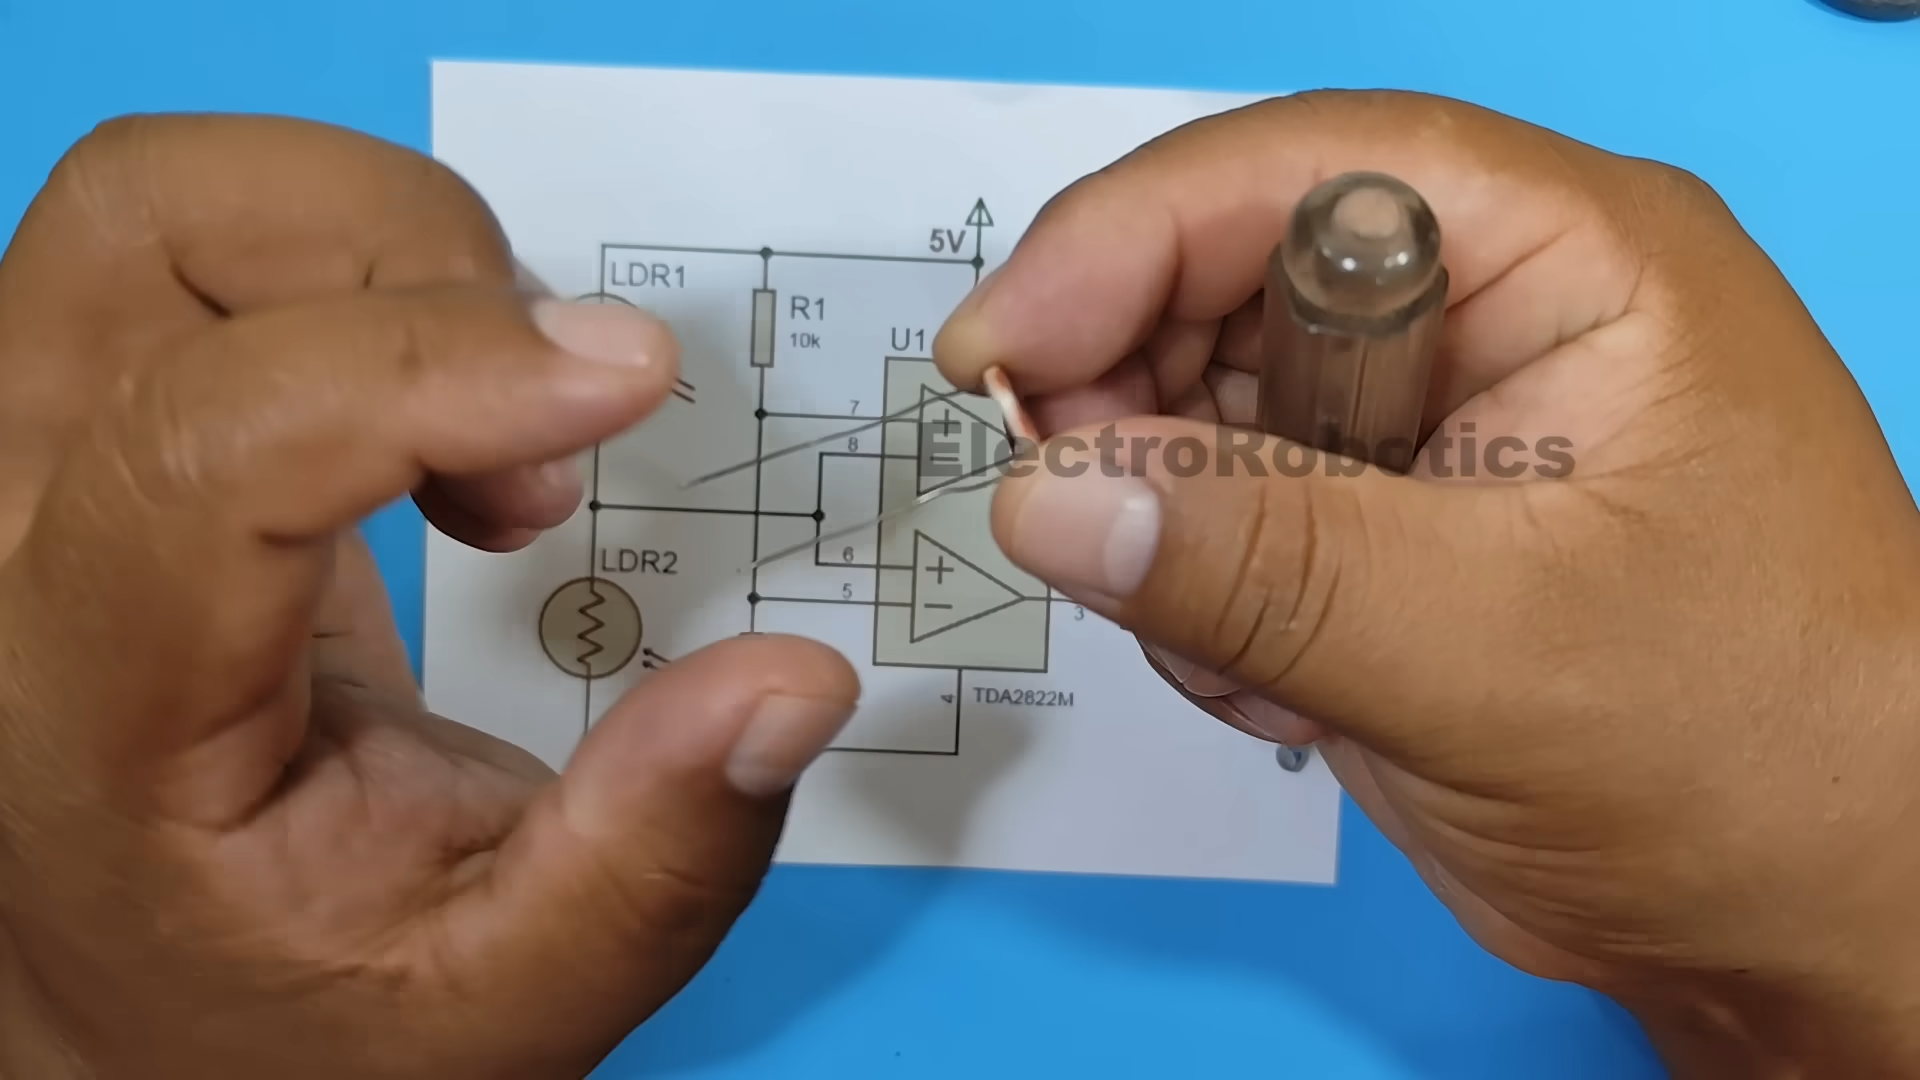 5V
LDR1
R1
10k
U1
7
8
ElectroRobotics
LDR2
6
5
3
4
TDA2822M